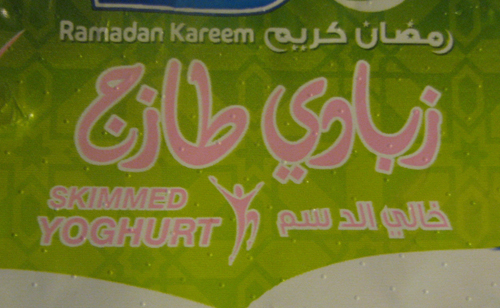 Ramadan Kareem رمضان كريم
زبادي طازج
SKIMMED
YOGHURT خالي الدسم